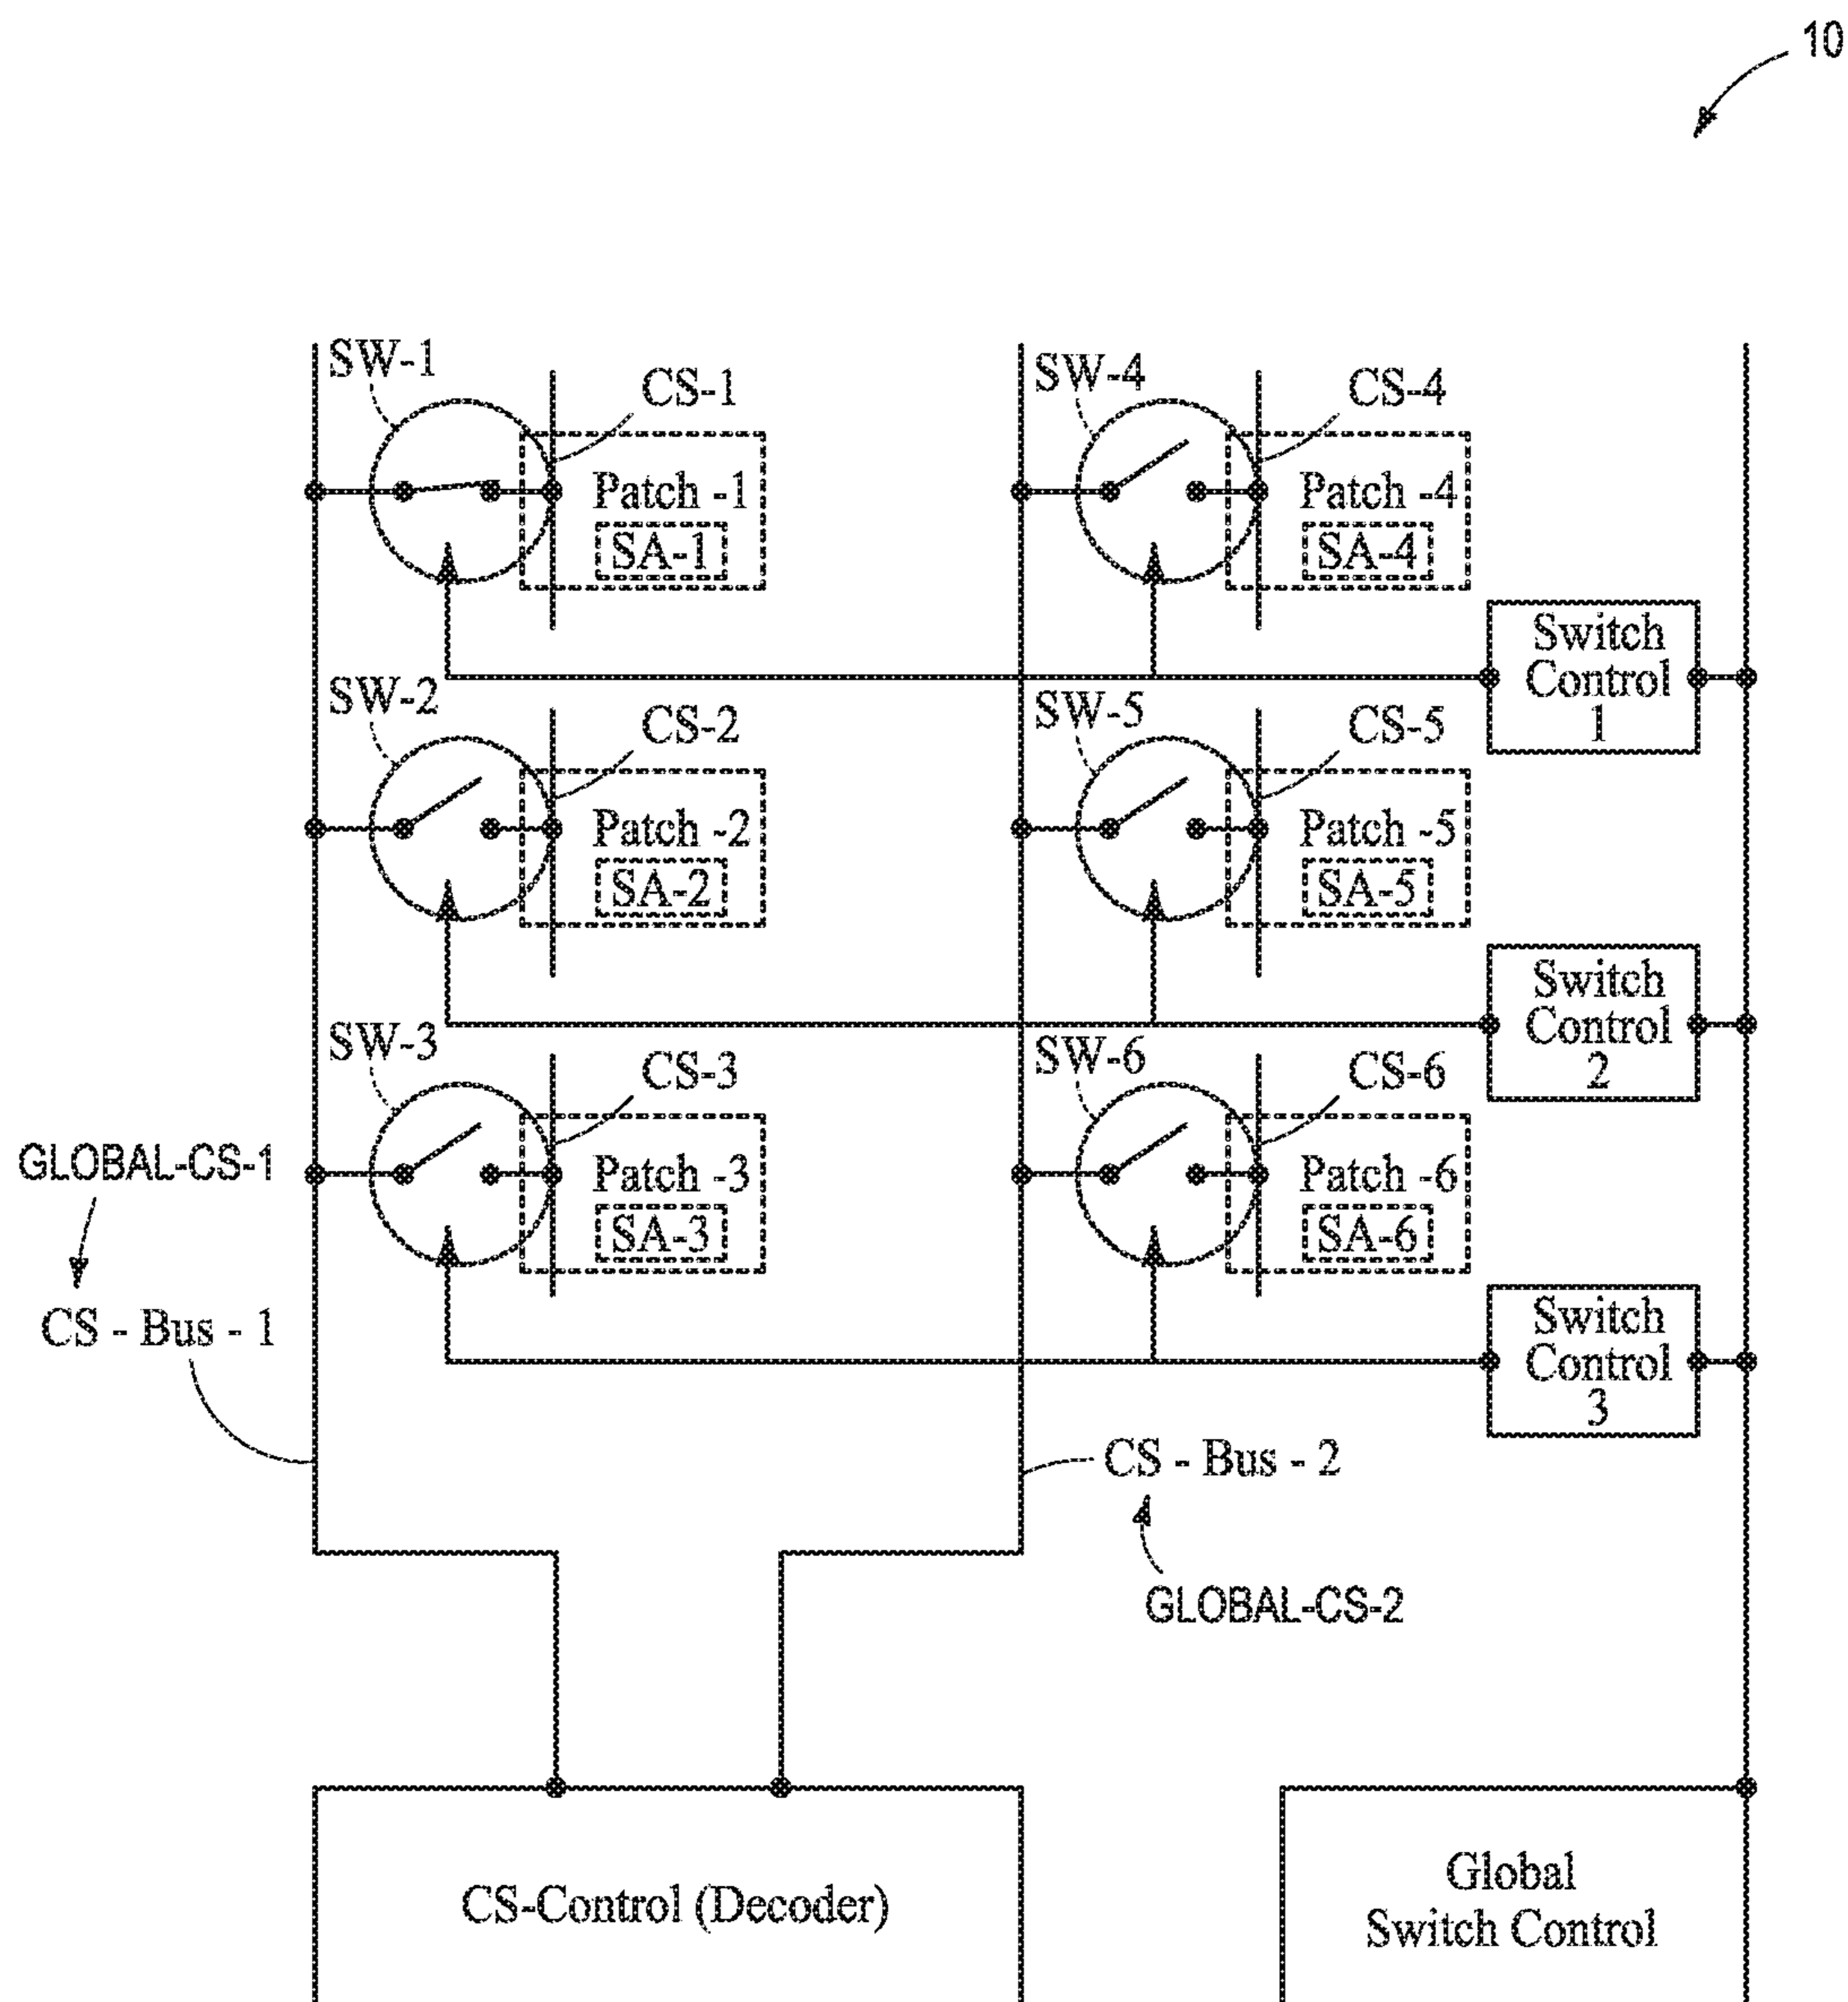 10
SW-1
CS-1
Patch -1
SA-1
SW-4
CS-4
Patch -4
SA-4
Switch
Control
1
SW-2
CS-2
Patch -2
SA-2
SW-5
CS-5
Patch -5
SA-5
Switch
Control
2
SW-3
CS-3
Patch -3
SA-3
SW-6
CS-6
Patch -6
SA-6
Switch
Control
3
GLOBAL-CS-1
CS - Bus - 1
CS - Bus - 2
GLOBAL-CS-2
CS-Control (Decoder)
Global
Switch Control